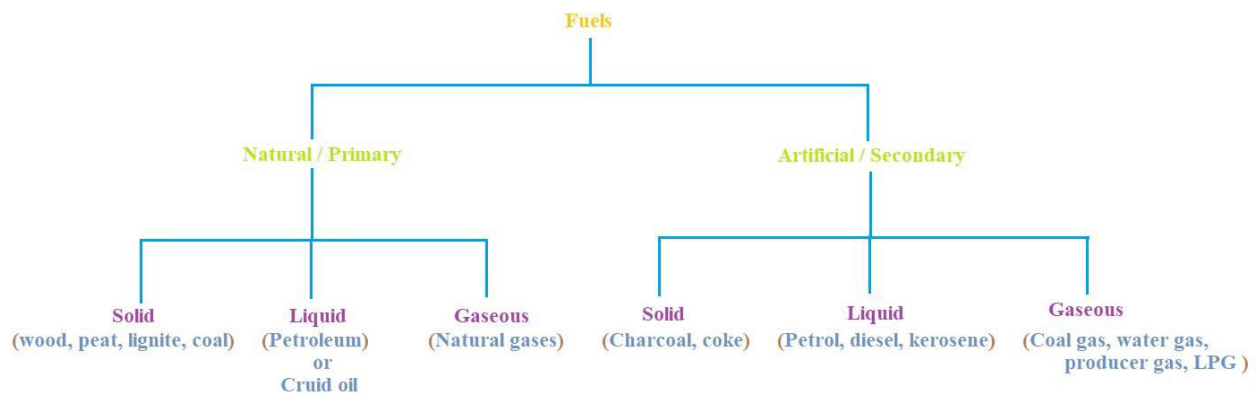 Fuels
Natural / Primary
Artificial / Secondary
Solid
(wood, peat, lignite, coal)
Liquid
(Petroleum)
or
Cruid oil
Gaseous
(Natural gases)
Solid
(Charcoal, coke)
Liquid
(Petrol, diesel, kerosene)
Gaseous
(Coal gas, water gas,
producer gas, LPG )